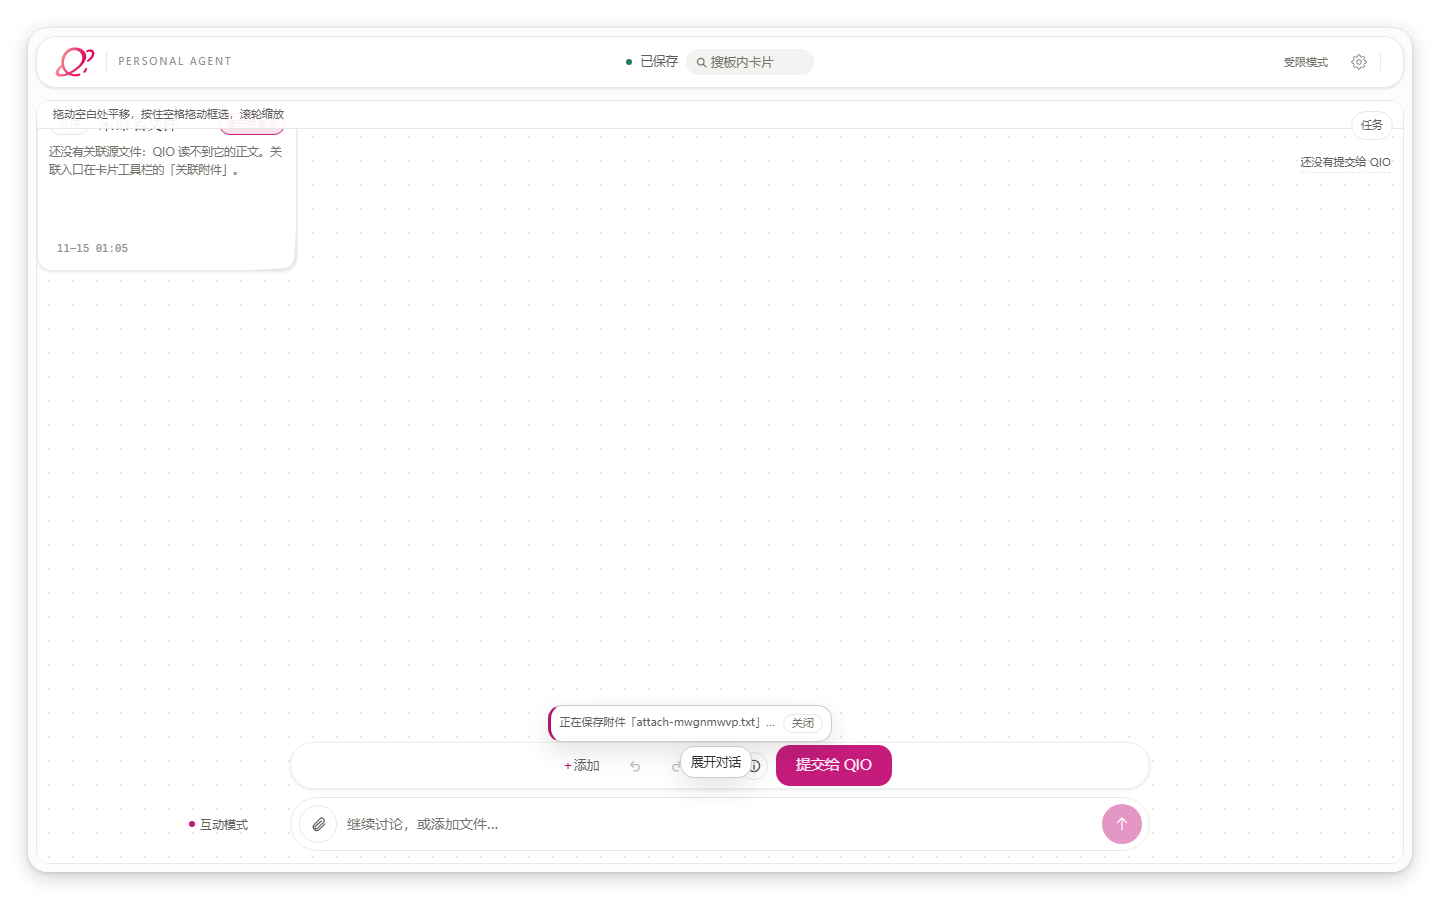 PERSONAL AGENT
已保存
搜板内卡片
受限模式
拖动空白处平移，按住空格拖动框选，滚轮缩放
任务
还没有关联源文件：QIO 读不到它的正文。关
联入口在卡片工具栏的「关联附件」。
11-15 01:05
还没有提交给 QIO
正在保存附件「attach-mwgnmwvp.txt」...
关闭
+添加
展开对话
提交给 QIO
互动模式
继续讨论，或添加文件...